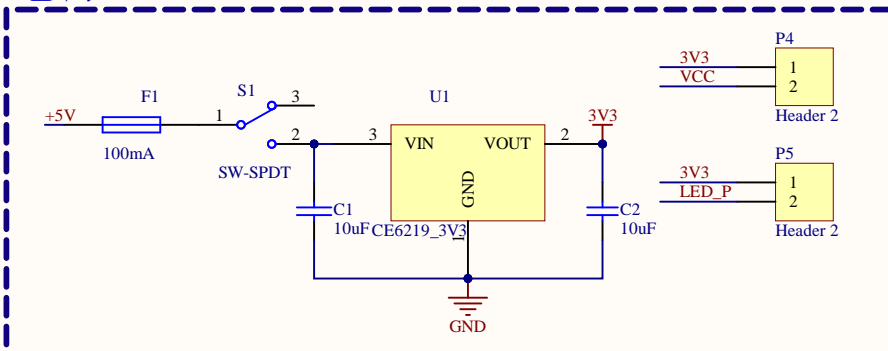 P4
3V3 1
VCC 2
Header 2
+5V
F1
100mA
S1
1
3
2
SW-SPDT
U1
3 VIN VOUT 2
GND
1
CE6219_3V3
C1
10uF
3V3
C2
10uF
GND
P5
3V3 1
LED_P 2
Header 2